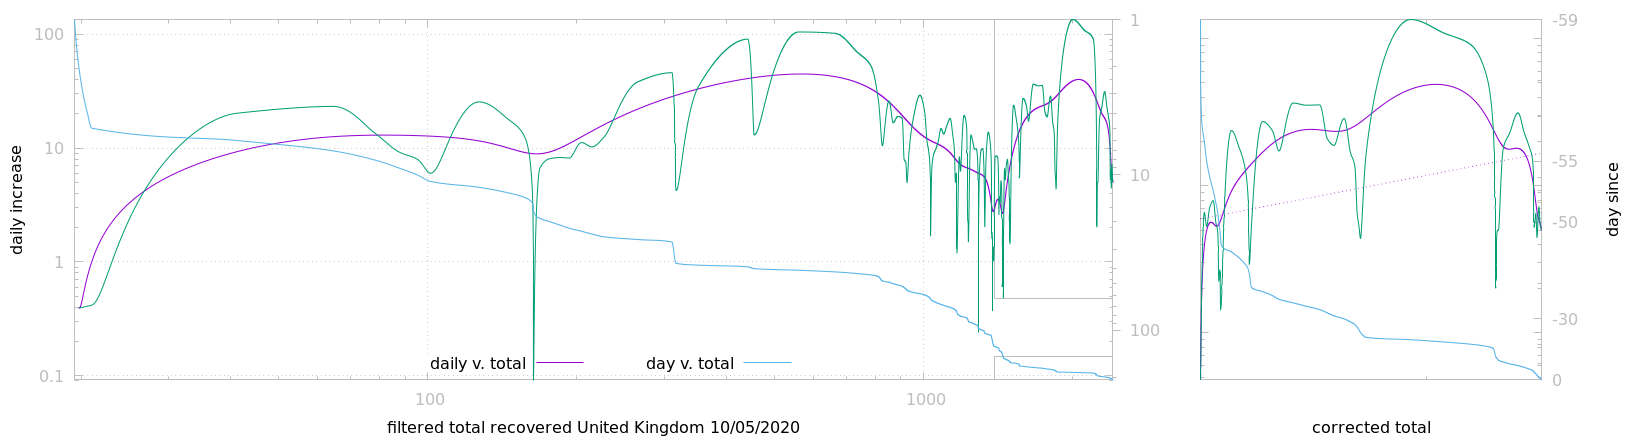 100
10
1
0.1
daily increase
100
1000
1
10
100
daily v. total
day v. total
filtered total recovered United Kingdom 10/05/2020
-59
-55
-50
-30
0
day since
corrected total